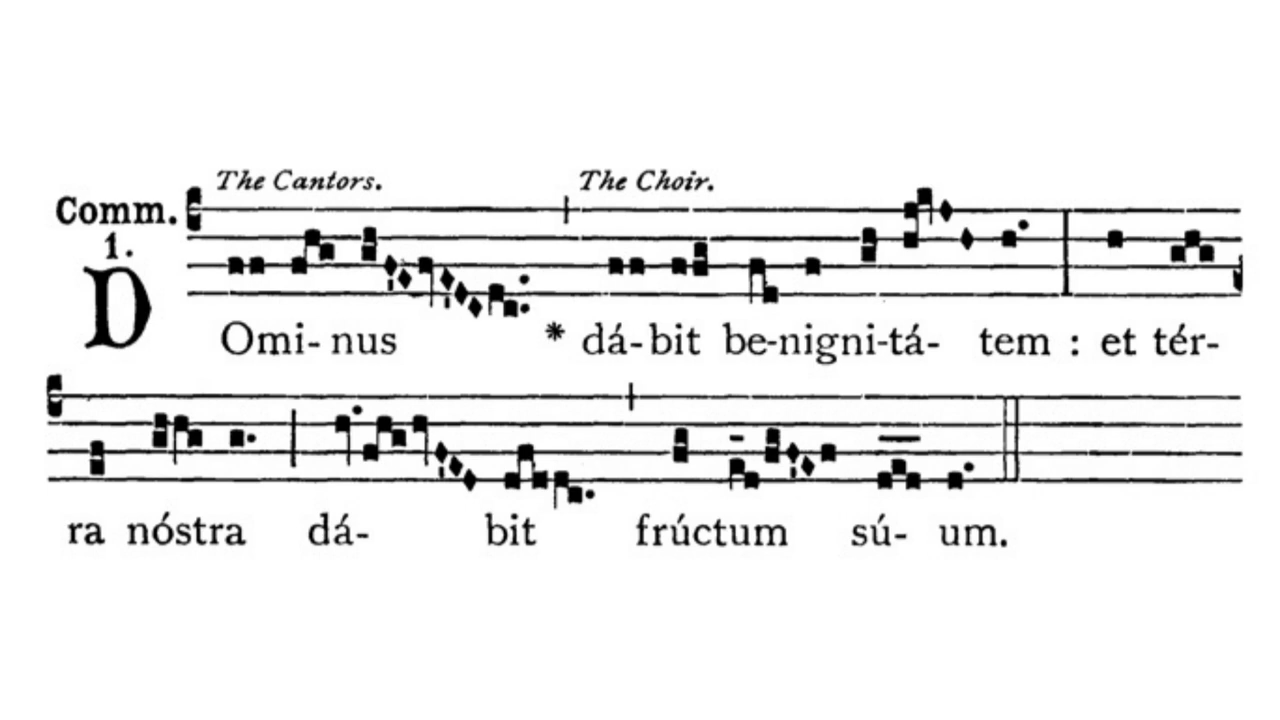 The Cantors. The Choir.
Comm.
1.
DOmi- nus * dá-bit be-nigni-tá- tem : et tér-
ra nóstra dá- bit frúctum sú- um.